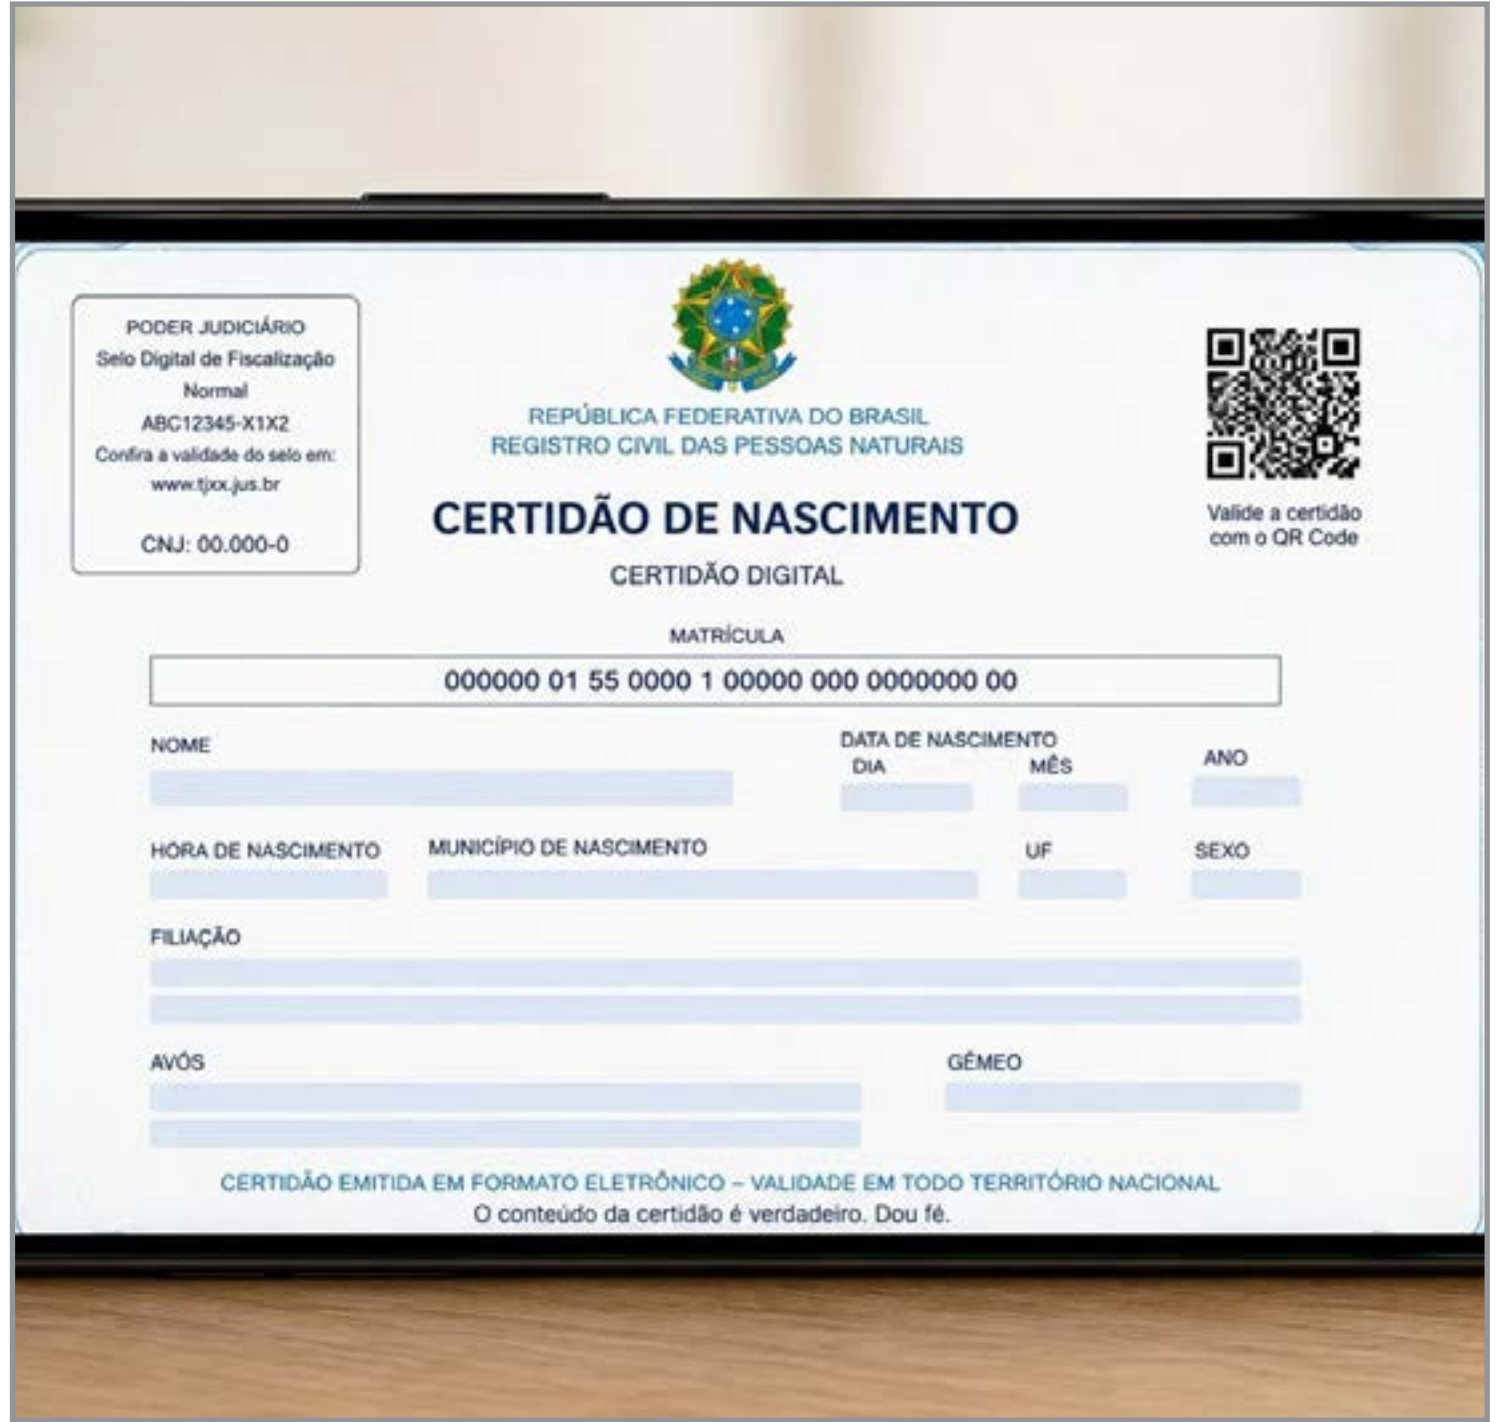 PODER JUDICIÁRIO
Selo Digital de Fiscalização
Normal
ABC12345-X1X2
Confira a validade do selo em:
www.tjxx.jus.br
CNJ: 00.000-0
REPÚBLICA FEDERATIVA DO BRASIL
REGISTRO CIVIL DAS PESSOAS NATURAIS
CERTIDÃO DE NASCIMENTO
CERTIDÃO DIGITAL
Valide a certidão
com o QR Code
MATRÍCULA
000000 01 55 0000 1 00000 000 0000000 00
NOME
DATA DE NASCIMENTO
DIA
MÊS
ANO
HORA DE NASCIMENTO
MUNICÍPIO DE NASCIMENTO
UF
SEXO
FILIAÇÃO
AVÓS
GÊMEO
CERTIDÃO EMITIDA EM FORMATO ELETRÔNICO – VALIDADE EM TODO TERRITÓRIO NACIONAL
O conteúdo da certidão é verdadeiro. Dou fé.